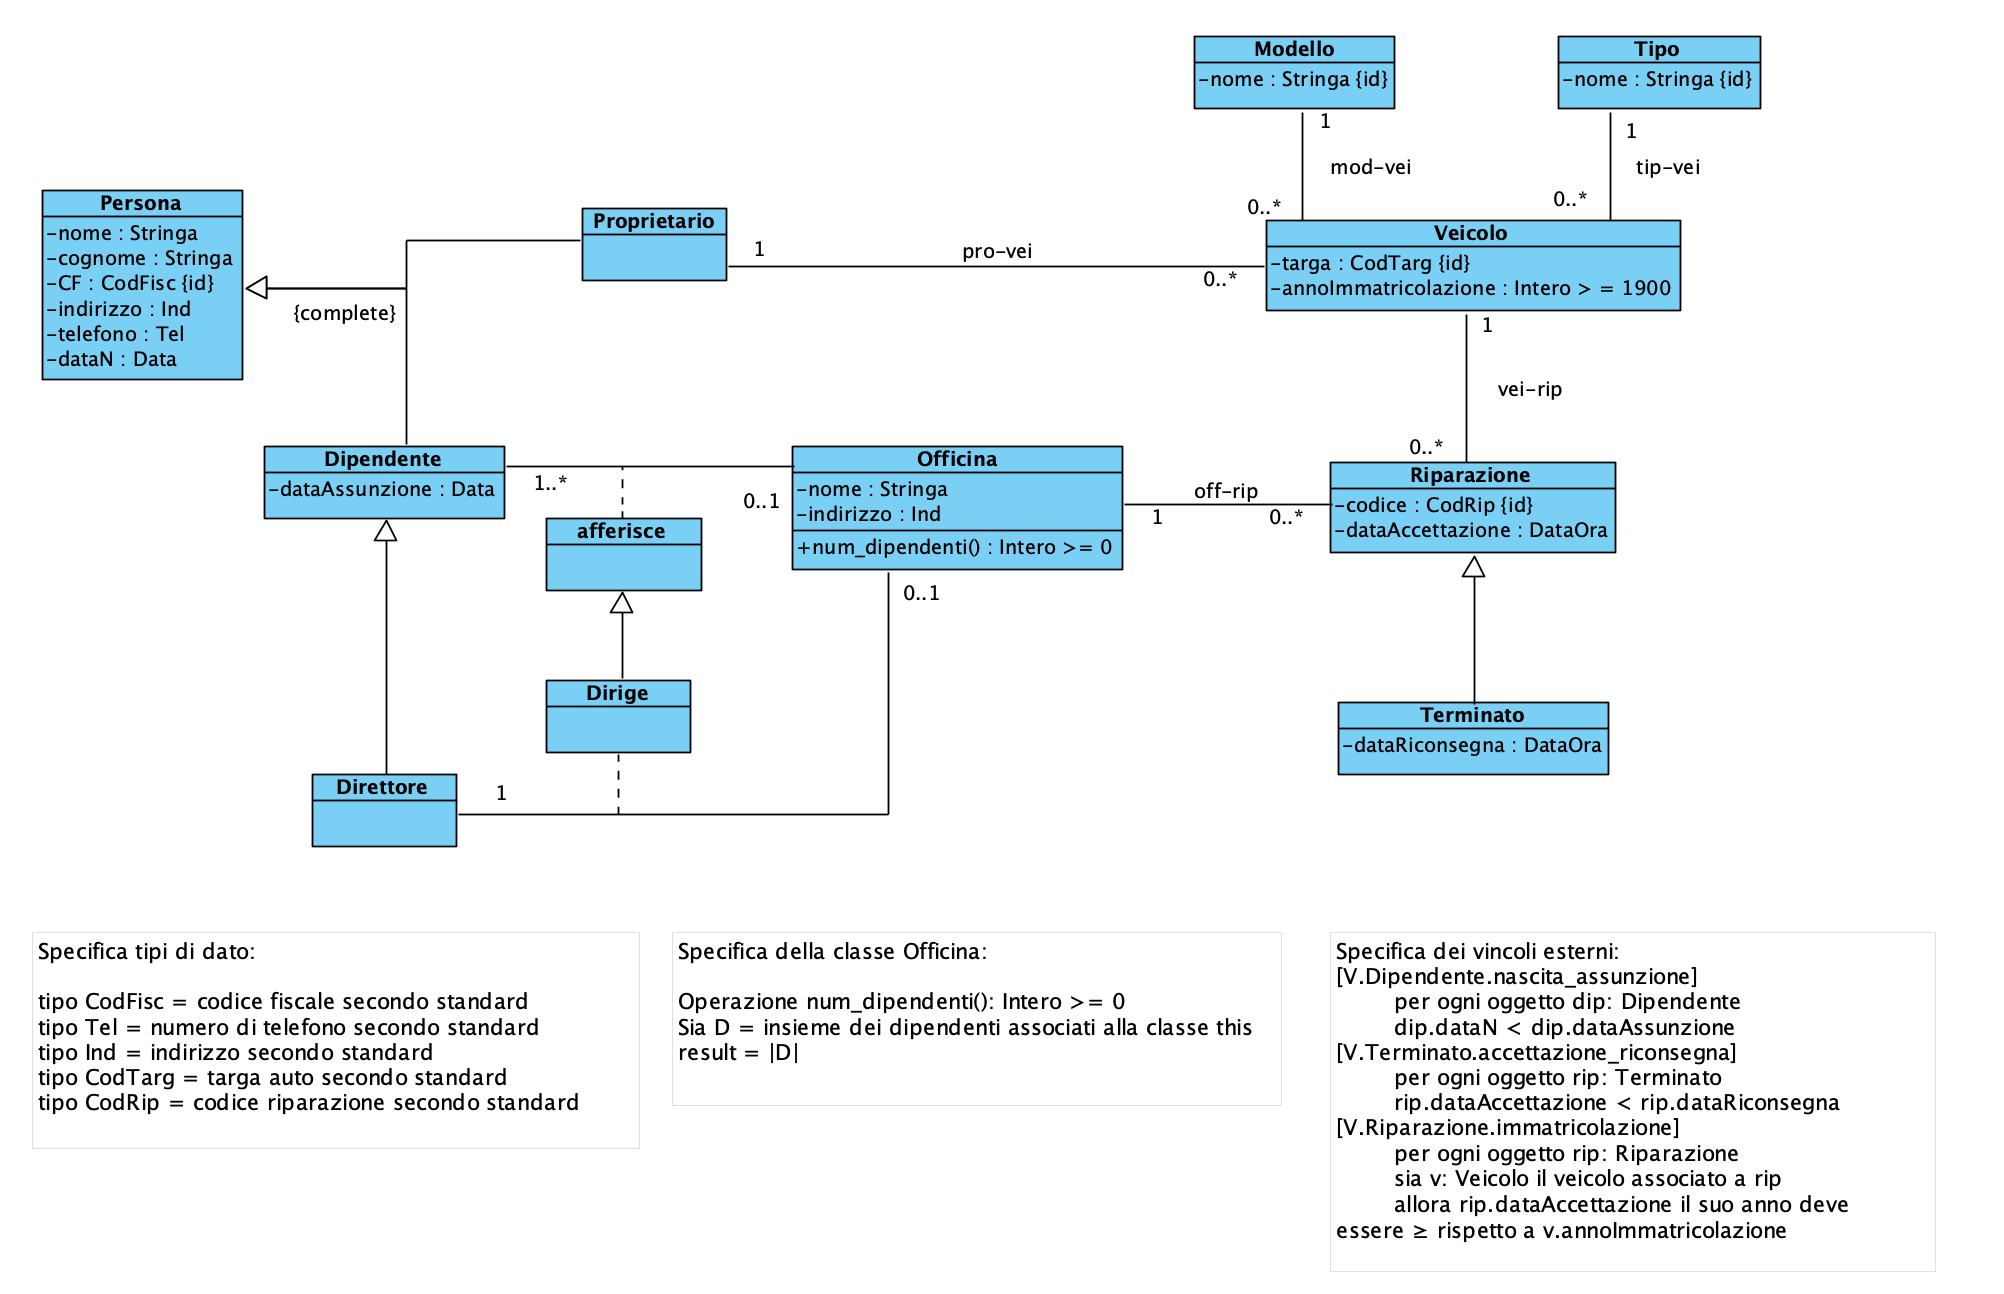 Modello
-nome : Stringa {id}
Tipo
-nome : Stringa {id}
1
mod-vei
0..*
1
tip-vei
0..*
Persona
-nome : Stringa
-cognome : Stringa
-CF : CodFisc {id}
-indirizzo : Ind
-telefono : Tel
-dataN : Data
{complete}
Proprietario
1
pro-vei
0..*
Veicolo
-targa : CodTarg {id}
-annoImmatricolazione : Intero > = 1900
1
vei-rip
0..*
Dipendente
-dataAssunzione : Data
1..*
0..1
afferisce
Officina
-nome : Stringa
-indirizzo : Ind
+num_dipendenti() : Intero >= 0
off-rip
1
0..*
Riparazione
-codice : CodRip {id}
-dataAccettazione : DataOra
0..1
Dirige
Terminato
-dataRiconsegna : DataOra
Direttore
1
Specifica tipi di dato:
tipo CodFisc = codice fiscale secondo standard
tipo Tel = numero di telefono secondo standard
tipo Ind = indirizzo secondo standard
tipo CodTarg = targa auto secondo standard
tipo CodRip = codice riparazione secondo standard
Specifica della classe Officina:
Operazione num_dipendenti(): Intero >= 0
Sia D = insieme dei dipendenti associati alla classe this
result = |D|
Specifica dei vincoli esterni:
[V.Dipendente.nascita_assunzione]
per ogni oggetto dip: Dipendente
dip.dataN < dip.dataAssunzione
[V.Terminato.accettazione_riconsegna]
per ogni oggetto rip: Terminato
rip.dataAccettazione < rip.dataRiconsegna
[V.Riparazione.immatricolazione]
per ogni oggetto rip: Riparazione
sia v: Veicolo il veicolo associato a rip
allora rip.dataAccettazione il suo anno deve
essere ≥ rispetto a v.annoImmatricolazione